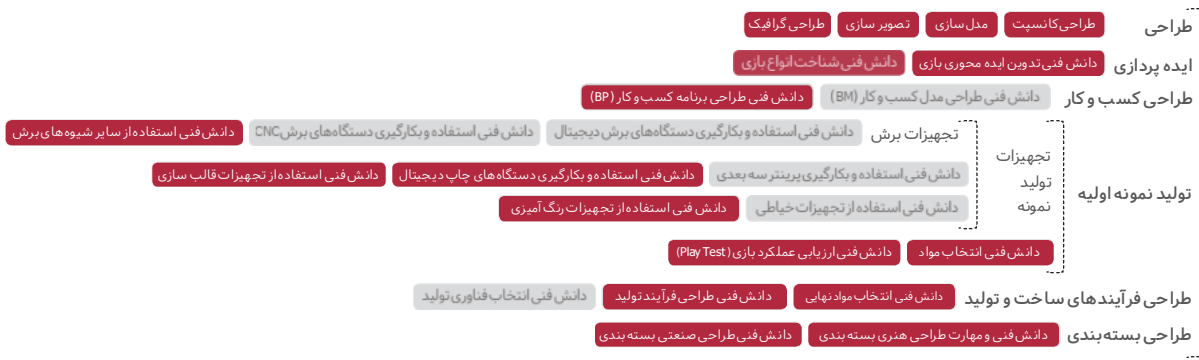 طراحی طراحی کانسپت مدل سازی تصویر سازی طراحی گرافیک
ایده پردازی دانش فنی تدوین ایده محوری بازی دانش فنی شناخت انواع بازی
طراحی کسب و کار دانش فنی طراحی مدل کسب و کار (BM) دانش فنی طراحی برنامه کسب و کار (BP)
تولید نمونه اولیه
تجهیزات تولید نمونه
تجهیزات برش دانش فنی استفاده و بکارگیری دستگاه‌های برش دیجیتال دانش فنی استفاده و بکارگیری دستگاه‌های برش CNC دانش فنی استفاده از سایر شیوه‌های برش
دانش فنی استفاده و بکارگیری پرینتر سه بعدی دانش فنی استفاده و بکارگیری دستگاه‌های چاپ دیجیتال دانش فنی استفاده از تجهیزات قالب سازی
دانش فنی استفاده از تجهیزات خیاطی دانش فنی استفاده از تجهیزات رنگ آمیزی
دانش فنی انتخاب مواد دانش فنی ارزیابی عملکرد بازی (Play Test)
طراحی فرآیندهای ساخت و تولید دانش فنی انتخاب مواد نهایی دانش فنی طراحی فرآیند تولید دانش فنی انتخاب فناوری تولید
طراحی بسته‌بندی دانش فنی و مهارت طراحی هنری بسته بندی دانش فنی طراحی صنعتی بسته بندی